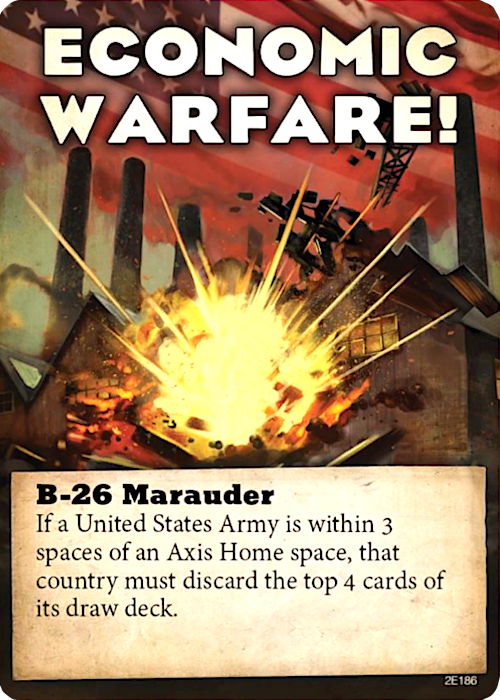 ECONOMIC
WARFARE!
B-26 Marauder
If a United States Army is within 3
spaces of an Axis Home space, that
country must discard the top 4 cards of
its draw deck.
2E186